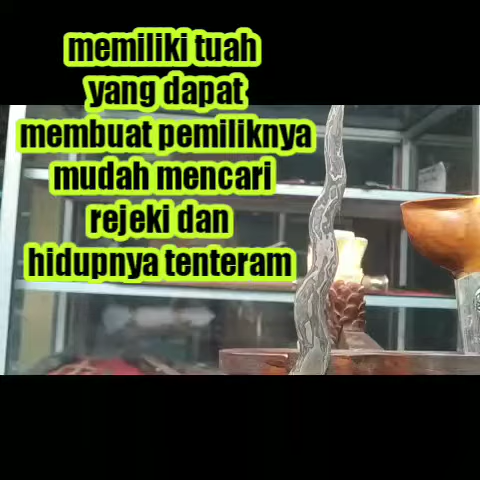 memiliki tuah
yang dapat
membuat pemiliknya
mudah mencari
rejeki dan
hidupnya tenteram